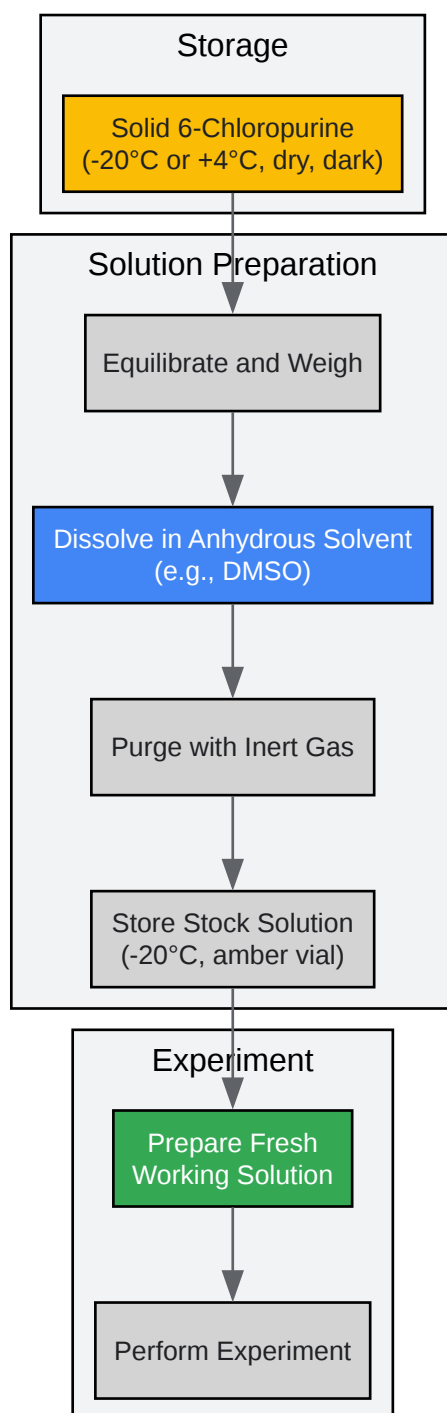 Storage
Solid 6-Chloropurine
(-20°C or +4°C, dry, dark)
Solution Preparation
Equilibrate and Weigh
Dissolve in Anhydrous Solvent
(e.g., DMSO)
Purge with Inert Gas
Store Stock Solution
(-20°C, amber vial)
Experiment
Prepare Fresh
Working Solution
Perform Experiment